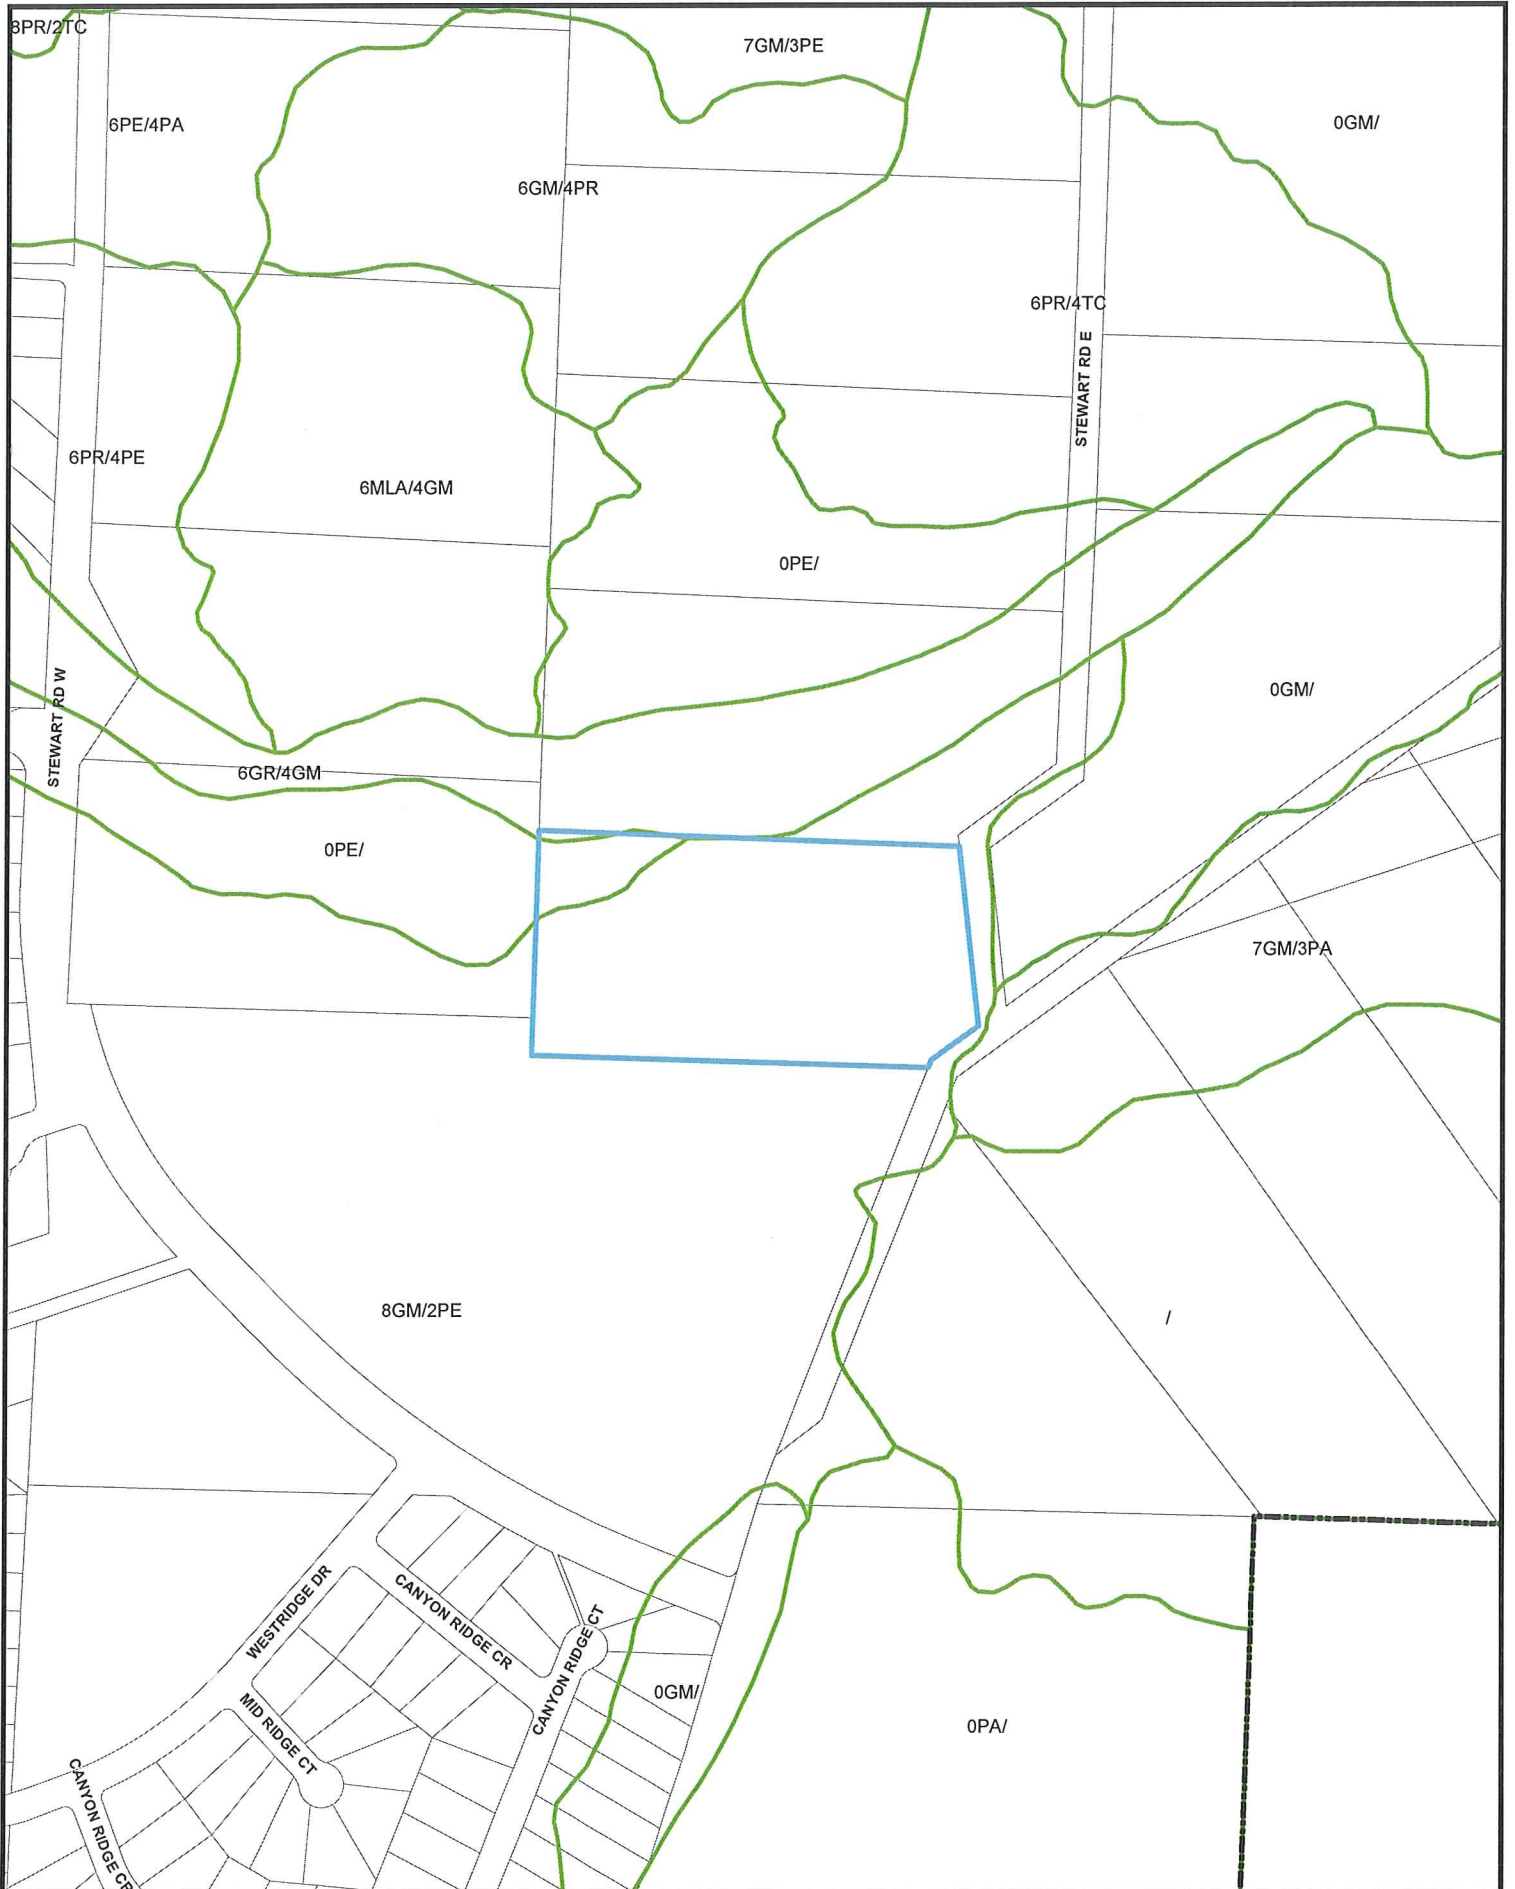 8PR/2TC
7GM/3PE
6PE/4PA
0GM/
6GM/4PR
6PR/4TC
STEWART RD E
6PR/4PE
6MLA/4GM
0PE/
0GM/
STEWART RD W
6GR/4GM
0PE/
7GM/3PA
8GM/2PE
/
WESTRIDGE DR
CANYON RIDGE CR
CANYON RIDGE CT
0GM/
MID RIDGE CT
0PA/
CANYON RIDGE CR